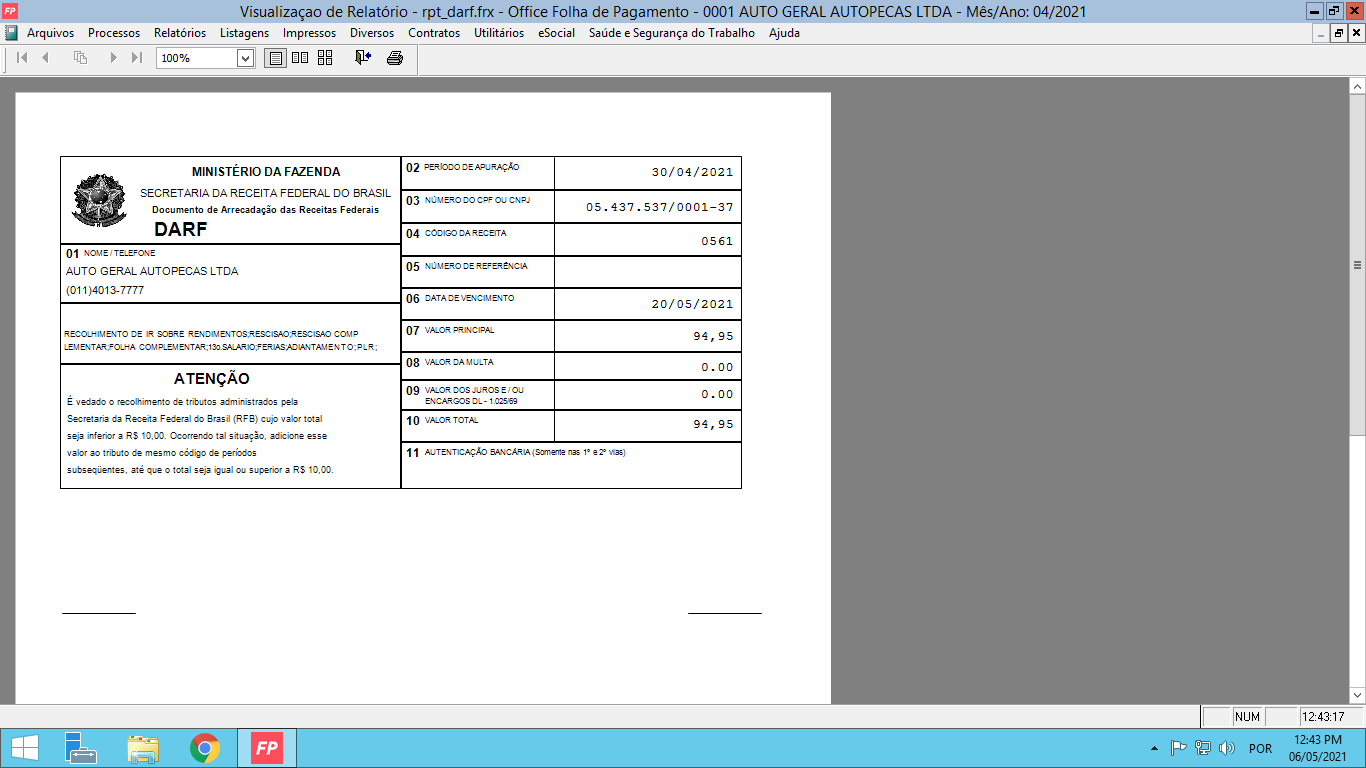 FP
Visualizaçao de Relatório - rpt_darf.frx - Office Folha de Pagamento - 0001 AUTO GERAL AUTOPECAS LTDA - Mês/Ano: 04/2021
Arquivos Processos Relatórios Listagens Impressos Diversos Contratos Utilitários eSocial Saúde e Segurança do Trabalho Ajuda
100%
MINISTÉRIO DA FAZENDA
SECRETARIA DA RECEITA FEDERAL DO BRASIL
Documento de Arrecadação das Receitas Federais
DARF
01 NOME / TELEFONE
AUTO GERAL AUTOPECAS LTDA
(011)4013-7777
RECOLHIMENTO DE IR SOBRE RENDIMENTOS;RESCISAO;RESCISAO COMP
LEMENTAR;FOLHA COMPLEMENTAR;13o.SALARIO;FERIAS;ADIANTAMENTO;PLR;
ATENÇÃO
É vedado o recolhimento de tributos administrados pela
Secretaria da Receita Federal do Brasil (RFB) cujo valor total
seja inferior a R$ 10,00. Ocorrendo tal situação, adicione esse
valor ao tributo de mesmo código de períodos
subseqüentes, até que o total seja igual ou superior a R$ 10,00.
02 PERÍODO DE APURAÇÃO 30/04/2021
03 NÚMERO DO CPF OU CNPJ 05.437.537/0001-37
04 CÓDIGO DA RECEITA 0561
05 NÚMERO DE REFERÊNCIA
06 DATA DE VENCIMENTO 20/05/2021
07 VALOR PRINCIPAL 94,95
08 VALOR DA MULTA 0.00
09 VALOR DOS JUROS E / OU
ENCARGOS DL - 1.025/69 0.00
10 VALOR TOTAL 94,95
11 AUTENTICAÇÃO BANCÁRIA (Somente nas 1ª e 2ª vias)
NUM 12:43:17
FP
POR
12:43 PM
06/05/2021